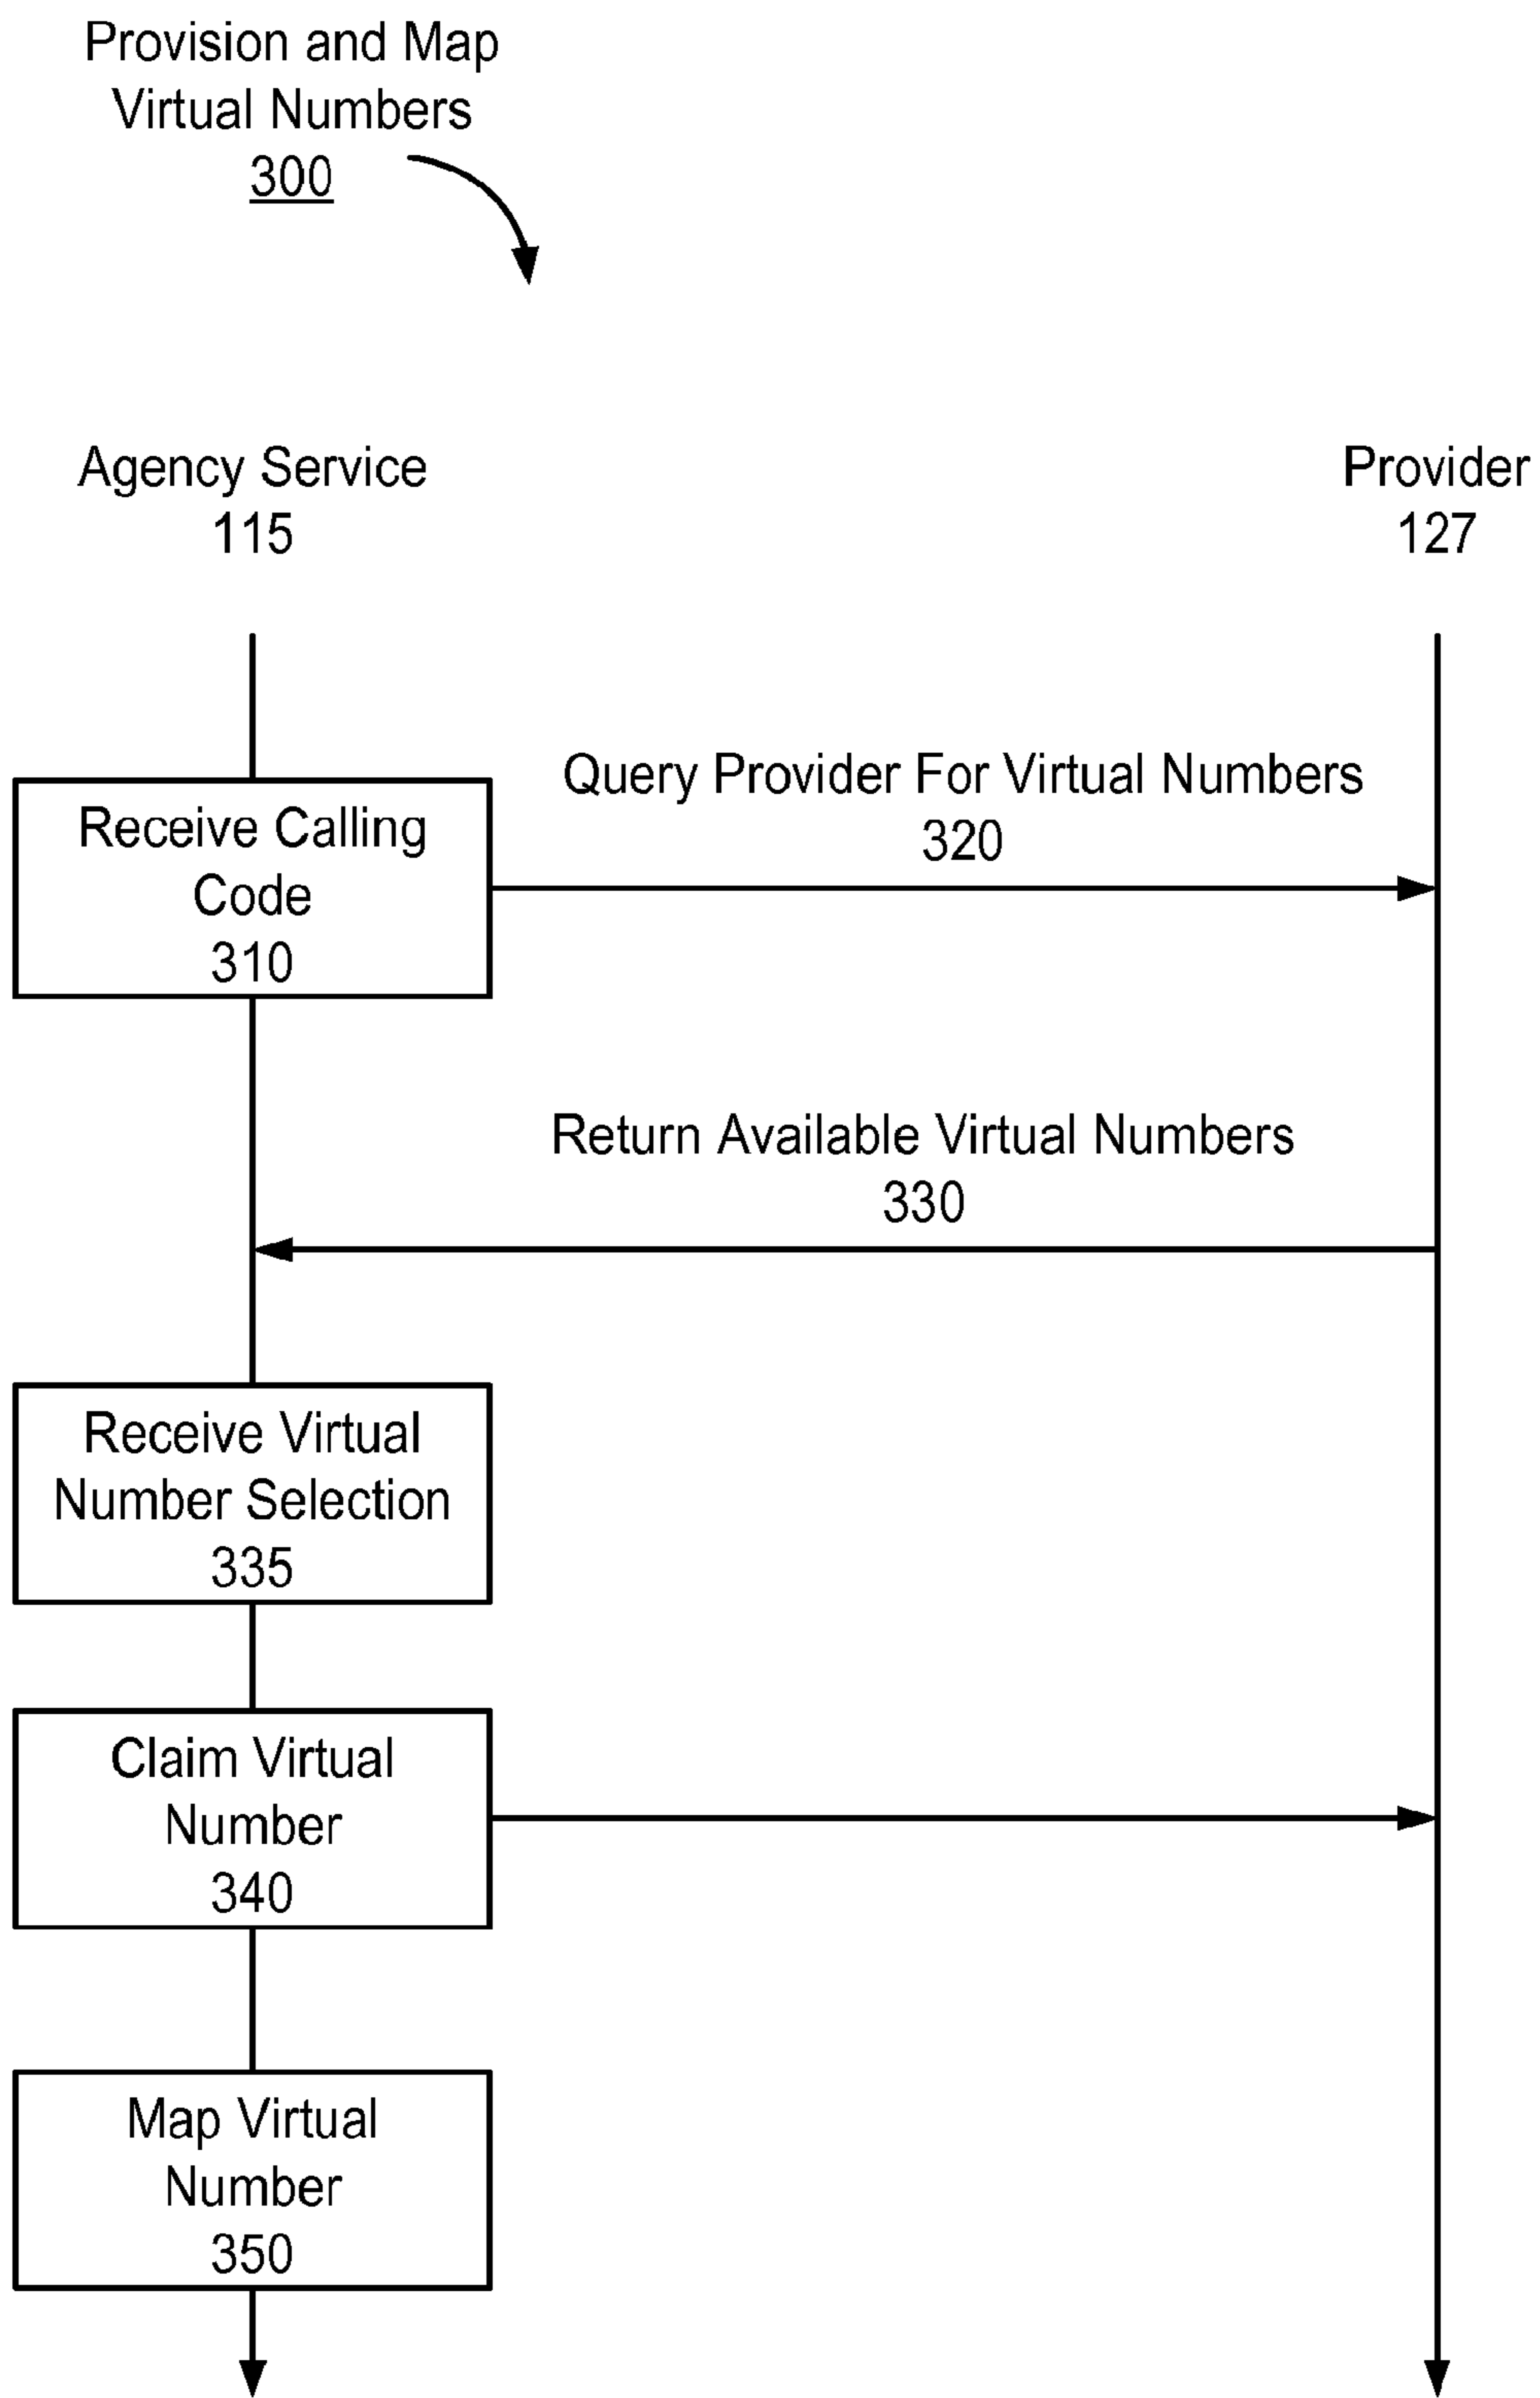 Provision and Map
Virtual Numbers
300
Agency Service
115
Provider
127
Receive Calling
Code
310
Query Provider For Virtual Numbers
320
Return Available Virtual Numbers
330
Receive Virtual
Number Selection
335
Claim Virtual
Number
340
Map Virtual
Number
350